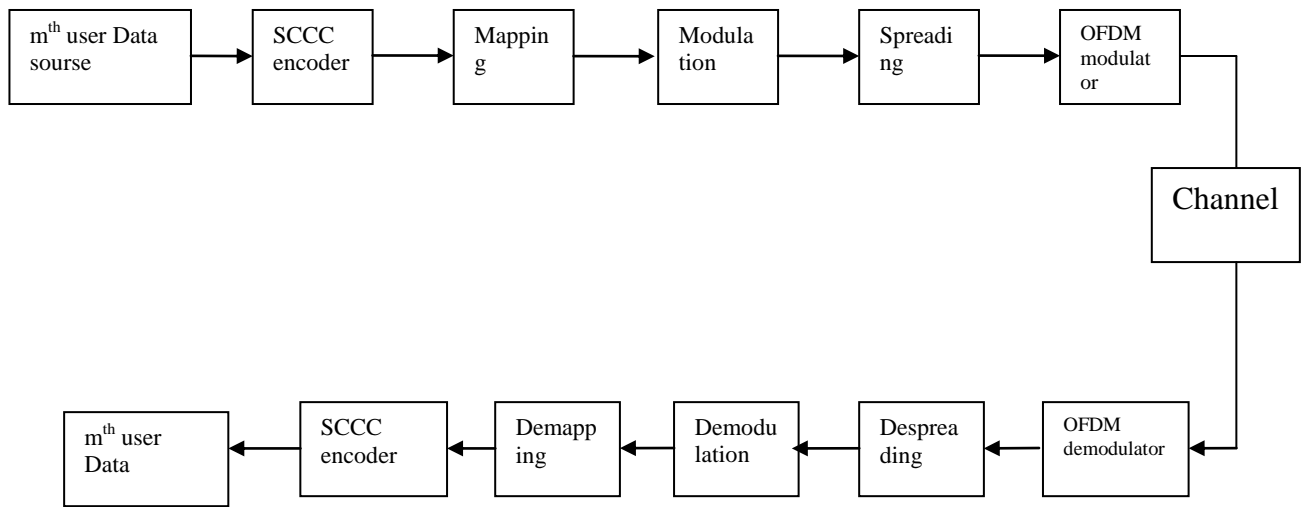 mth user Data
sourse
SCCC
encoder
Mappin
g
Modula
tion
Spreadi
ng
OFDM
modulat
or
Channel
mth user
Data
SCCC
encoder
Demapp
ing
Demodu
lation
Desprea
ding
OFDM
demodulator